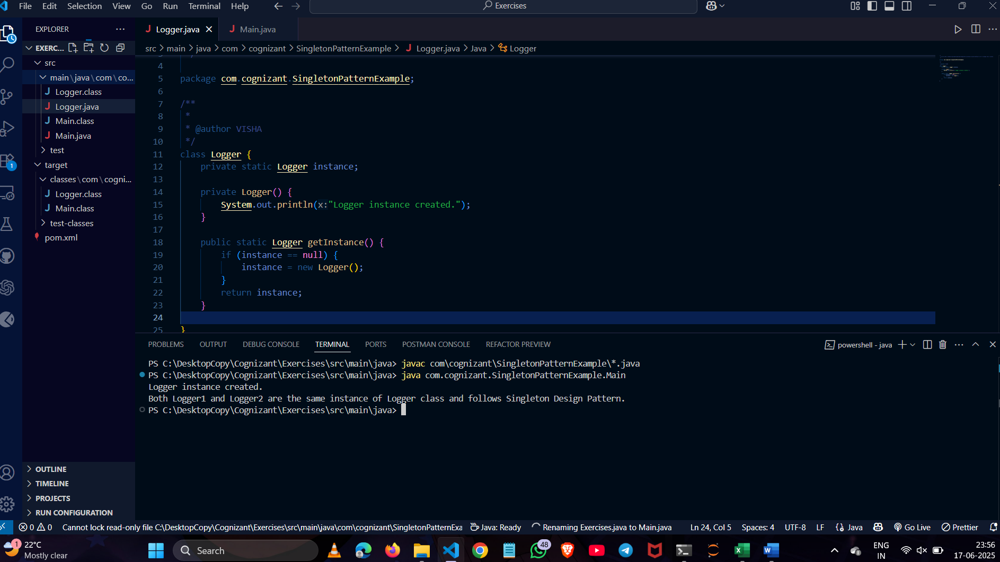 File Edit Selection View Go Run Terminal Help
Exercises
EXPLORER
EXERC...
src
main\java\com\co...
Logger.class
Logger.java
Main.class
Main.java
test
target
classes\com\cogni...
Logger.class
Main.class
test-classes
pom.xml
OUTLINE
TIMELINE
PROJECTS
RUN CONFIGURATION
Logger.java Main.java
src > main > java > com > cognizant > SingletonPatternExample > Logger.java > Java > Logger
4
5 package com.cognizant.SingletonPatternExample;
6
7 /**
8 *
9 * @author VISHA
10 */
11 class Logger {
12 private static Logger instance;
13
14 private Logger() {
15 System.out.println(x:"Logger instance created.");
16 }
17
18 public static Logger getInstance() {
19 if (instance == null) {
20 instance = new Logger();
21 }
22 return instance;
23 }
24
25 }
PROBLEMS OUTPUT DEBUG CONSOLE TERMINAL PORTS POSTMAN CONSOLE REFACTOR PREVIEW
powershell - java
PS C:\DesktopCopy\Cognizant\Exercises\src\main\java> javac com\cognizant\SingletonPatternExample\*.java
PS C:\DesktopCopy\Cognizant\Exercises\src\main\java> java com.cognizant.SingletonPatternExample.Main
Logger instance created.
Both Logger1 and Logger2 are the same instance of Logger class and follows Singleton Design Pattern.
PS C:\DesktopCopy\Cognizant\Exercises\src\main\java>
0 0 Cannot lock read-only file C:\DesktopCopy\Cognizant\Exercises\src\main\java\com\cognizant\SingletonPatternExa Java: Ready Renaming Exercises.java to Main.java Ln 24, Col 5 Spaces: 4 UTF-8 LF {} Java Go Live Prettier
1
22°C
Mostly clear
Search
48
ENG
IN
23:56
17-06-2025